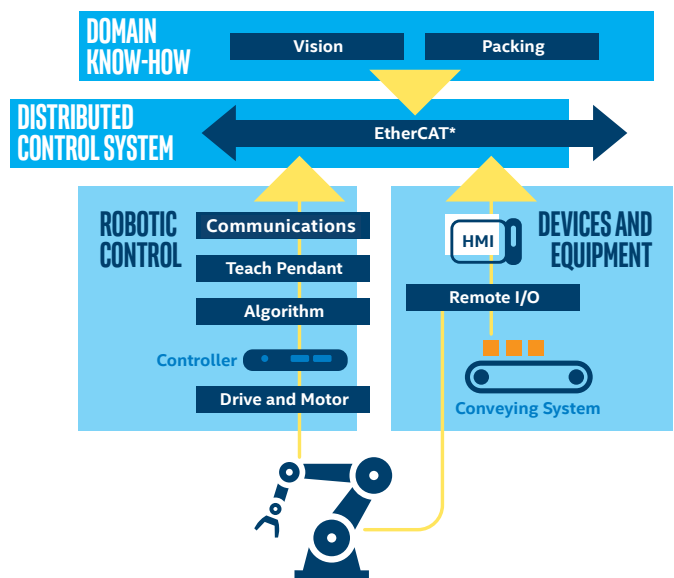 DOMAIN
KNOW-HOW
Vision
Packing
DISTRIBUTED
CONTROL SYSTEM
EtherCAT*
ROBOTIC
CONTROL
Communications
Teach Pendant
Algorithm
Controller
Drive and Motor
DEVICES AND
EQUIPMENT
HMI
Remote I/O
Conveying System